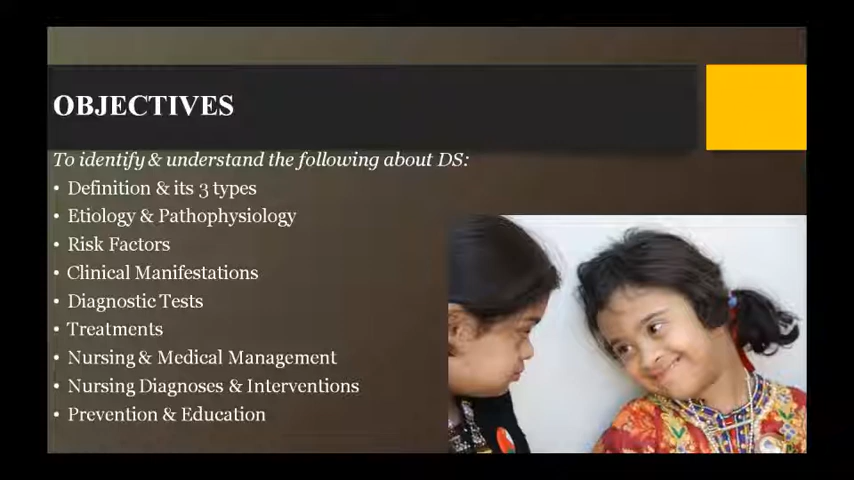 OBJECTIVES
To identify & understand the following about DS:
• Definition & its 3 types
• Etiology & Pathophysiology
• Risk Factors
• Clinical Manifestations
• Diagnostic Tests
• Treatments
• Nursing & Medical Management
• Nursing Diagnoses & Interventions
• Prevention & Education